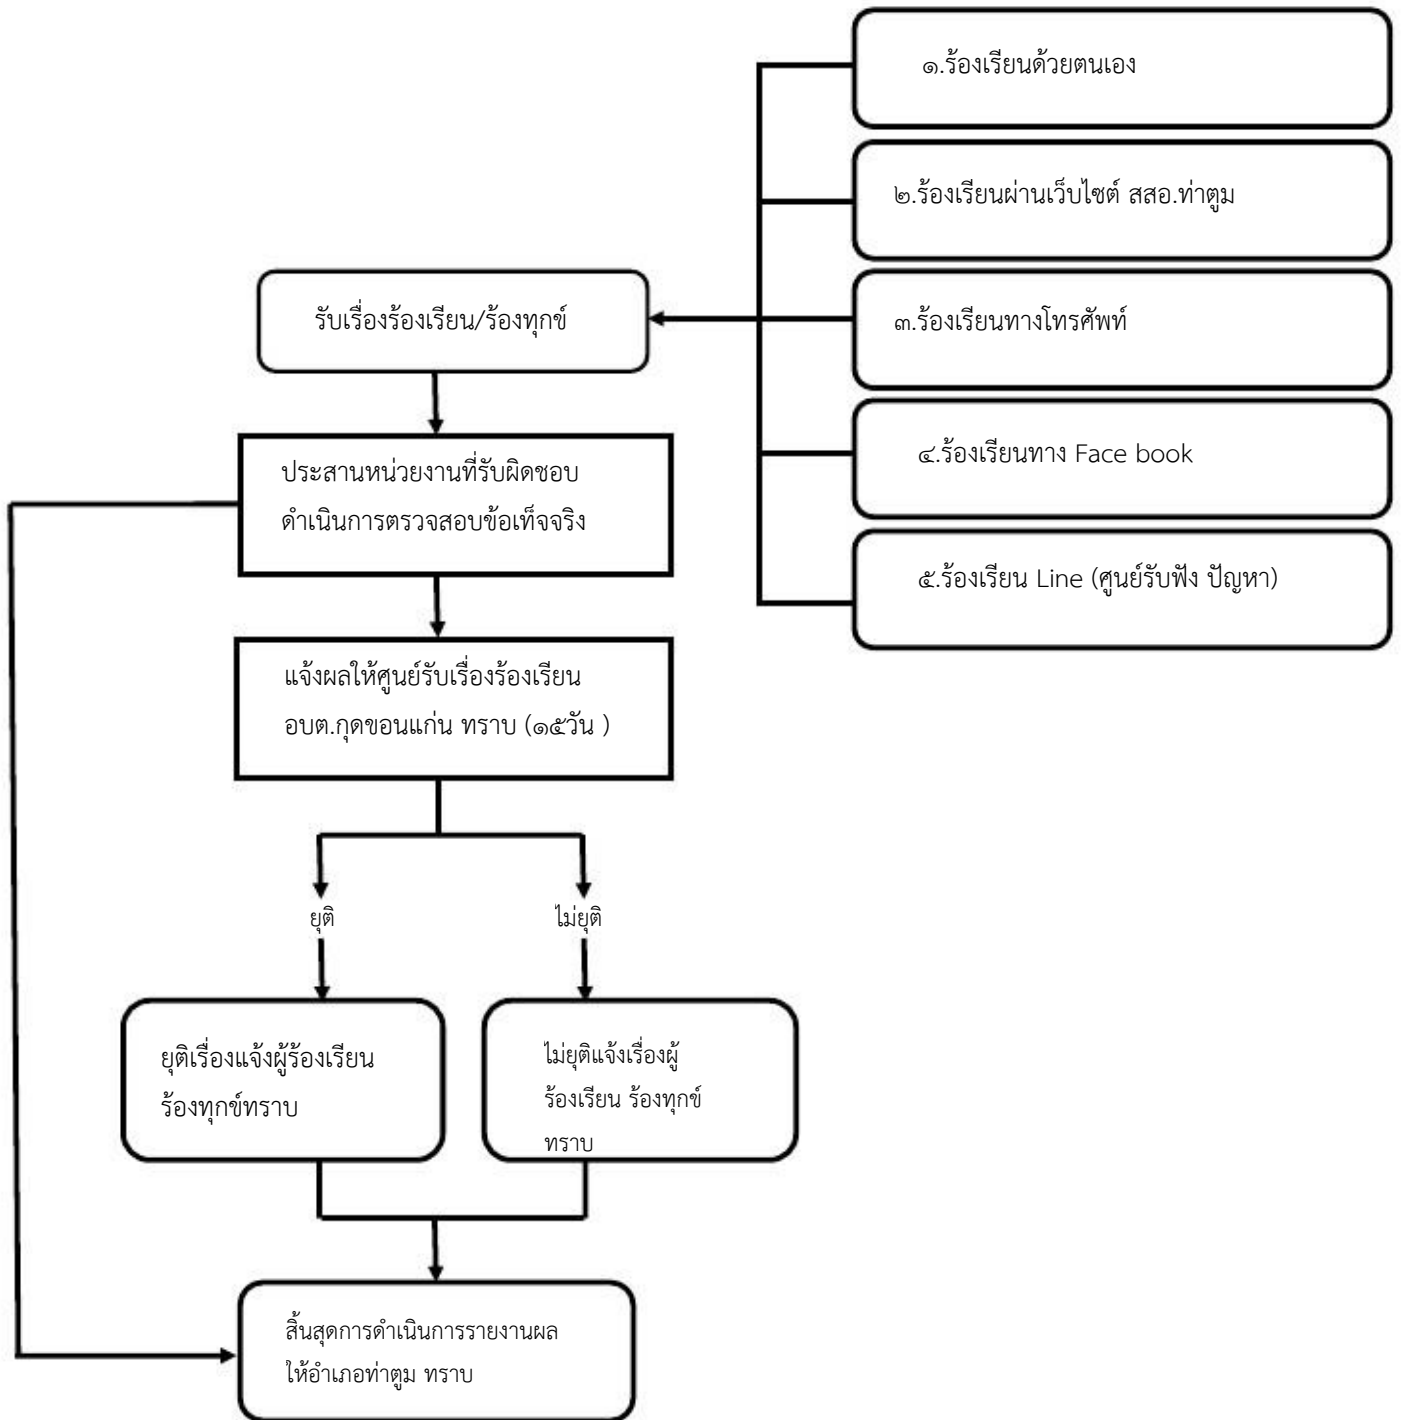 ๑.ร้องเรียนด้วยตนเอง
๒.ร้องเรียนผ่านเว็บไซต์ สสอ.ท่าตูม
รับเรื่องร้องเรียน/ร้องทุกข์
๓.ร้องเรียนทางโทรศัพท์
๔.ร้องเรียนทาง Face book
ประสานหน่วยงานที่รับผิดชอบ
ดำเนินการตรวจสอบข้อเท็จจริง
๕.ร้องเรียน Line (ศูนย์รับฟัง ปัญหา)
แจ้งผลให้ศูนย์รับเรื่องร้องเรียน
อบต.กุดขอนแก่น ทราบ (๑๕วัน )
ยุติ
ไม่ยุติ
ยุติเรื่องแจ้งผู้ร้องเรียน
ร้องทุกข์ทราบ
ไม่ยุติแจ้งเรื่องผู้
ร้องเรียน ร้องทุกข์
ทราบ
สิ้นสุดการดำเนินการรายงานผล
ให้อำเภอท่าตูม ทราบ